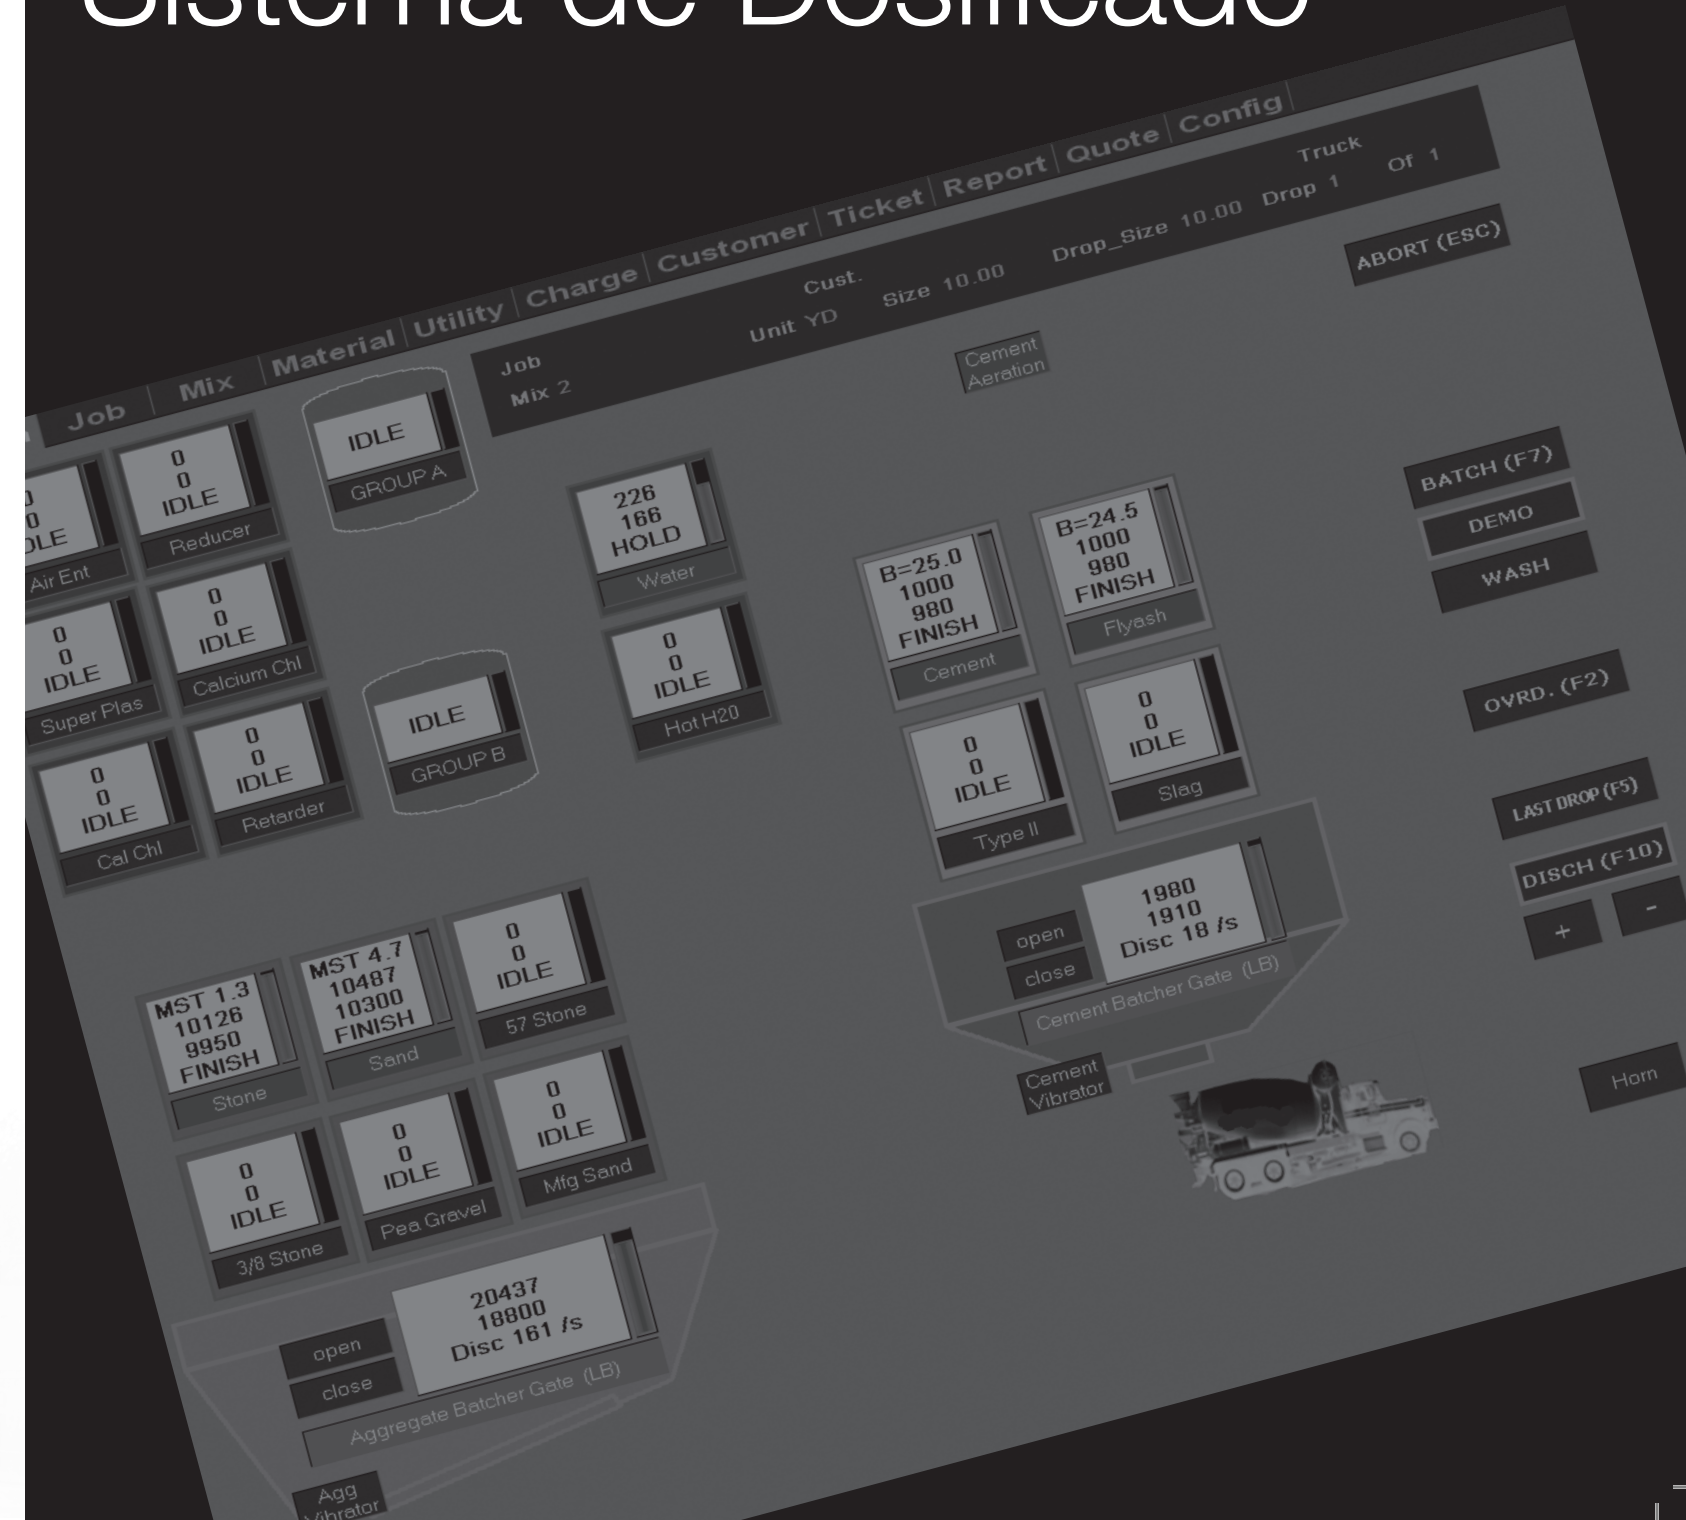 Sistema de Dosificado
Job
Mix
Material
Utility
Charge
Customer
Ticket
Report
Quote
Config
Job
Cust.
Truck
Mix 2
Unit YD
Size 10.00
Drop_Size 10.00
Drop 1
Of 1
ABORT (ESC)
Air Ent
0
0
IDLE
Reducer
IDLE
GROUP A
226
166
HOLD
Water
Cement
Aeration
B=25.0
1000
980
FINISH
Cement
B=24.5
1000
980
FINISH
Flyash
BATCH (F7)
DEMO
WASH
0
0
IDLE
Super Plas
0
0
IDLE
Calcium Chl
IDLE
GROUP B
0
0
IDLE
Hot H20
0
0
IDLE
Type II
0
0
IDLE
Slag
OVRD. (F2)
0
0
IDLE
Cal Chl
0
0
IDLE
Retarder
LAST DROP (F5)
DISCH (F10)
+
-
open
close
1980
1910
Disc 18 /s
Cement Batcher Gate (LB)
Cement
Vibrator
Horn
MST 1.3
10126
9950
FINISH
Stone
MST 4.7
10487
10300
FINISH
Sand
0
0
IDLE
57 Stone
0
0
IDLE
3/8 Stone
0
0
IDLE
Pea Gravel
0
0
IDLE
Mfg Sand
open
close
20437
18800
Disc 161 /s
Aggregate Batcher Gate (LB)
Agg
Vibrator